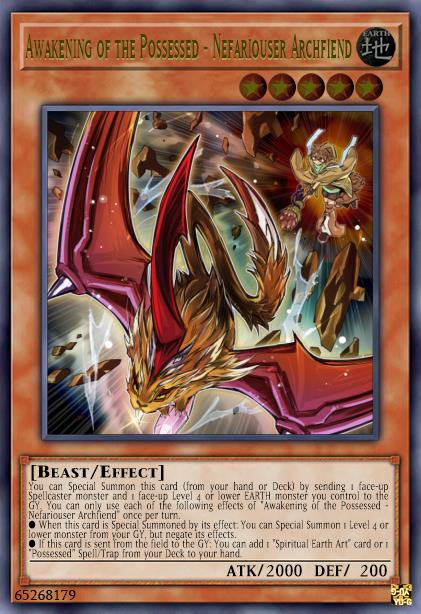 Awakening of the Possessed - Nefariouser Archfiend
EARTH
地
[Beast/Effect]
You can Special Summon this card (from your hand or Deck) by sending 1 face-up
Spellcaster monster and 1 face-up Level 4 or lower EARTH monster you control to the
GY. You can only use each of the following effects of "Awakening of the Possessed -
Nefariouser Archfiend" once per turn.
● When this card is Special Summoned by its effect: You can Special Summon 1 Level 4 or
lower monster from your GY, but negate its effects.
● If this card is sent from the field to the GY: You can add 1 "Spiritual Earth Art" card or 1
"Possessed" Spell/Trap from your Deck to your hand.
ATK/2000 DEF/ 200
65268179